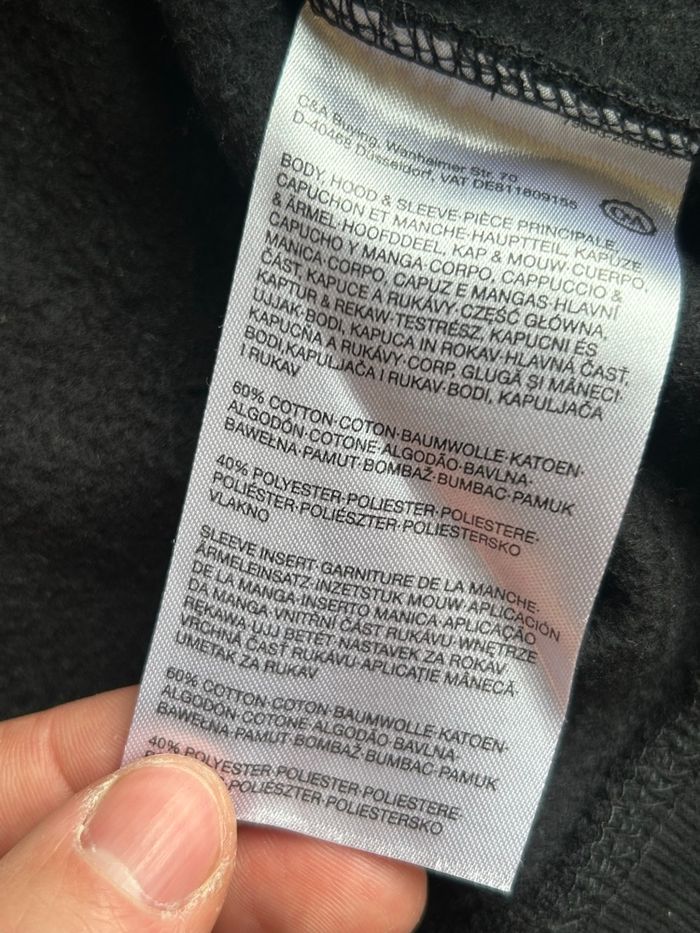 C&A Buying, Wanheimer Str. 70
D-40468 Düsseldorf, VAT DE811809155
C&A
BODY, HOOD & SLEEVE·PIÈCE PRINCIPALE,
CAPUCHON ET MANCHE·HAUPTTEIL, KAPUZE
& ÄRMEL·HOOFDDEEL, KAP & MOUW·CUERPO,
CAPUCHO Y MANGA·CORPO, CAPPUCCIO &
MANICA·CORPO, CAPUZ E MANGAS·HLAVNÍ
ČÁST, KAPUCE A RUKÁVY·CZĘŚĆ GŁÓWNA,
KAPTUR & RĘKAW·TESTRÉSZ, KAPUCNI ÉS
UJJAK·BODI, KAPUCA IN ROKAV·HLAVNÁ ČASŤ,
KAPUCŇA A RUKÁVY·CORP, GLUGĂ ȘI MÂNECI·
BODI,KAPULJAČA I RUKAV·BODI, KAPULJAČA
I RUKAV
60% COTTON·COTON·BAUMWOLLE·KATOEN·
ALGODÓN·COTONE·ALGODÃO·BAVLNA·
BAWEŁNA·PAMUT·BOMBAŽ·BUMBAC·PAMUK
40% POLYESTER·POLIESTER·POLIESTERE·
POLIÉSTER·POLIÉSZTER·POLIESTERSKO
VLAKNO
SLEEVE INSERT·GARNITURE DE LA MANCHE·
ÄRMELEINSATZ·INZETSTUK MOUW·APLICACIÓN
DE LA MANGA·INSERTO MANICA·APLICAÇÃO
DA MANGA·VNITŘNÍ ČÁST RUKÁVU·WNĘTRZE
RĘKAWA·UJJ BETÉT·NASTAVEK ZA ROKAV·
VRCHNÁ ČASŤ RUKÁVU·APLICAȚIE MÂNECĂ·
UMETAK ZA RUKAV
60% COTTON·COTON·BAUMWOLLE·KATOEN·
ALGODÓN·COTONE·ALGODÃO·BAVLNA·
BAWEŁNA·PAMUT·BOMBAŽ·BUMBAC·PAMUK
40% POLYESTER·POLIESTER·POLIESTERE·
POLIÉSTER·POLIÉSZTER·POLIESTERSKO